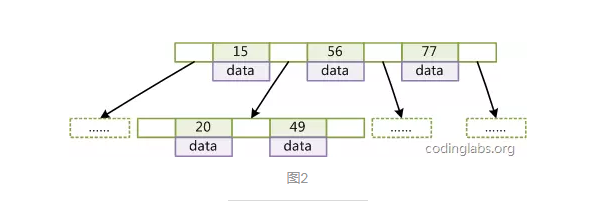 15 56 77
data data data
...... 20 49 ...... ......
data data
codinglabs.org
图2